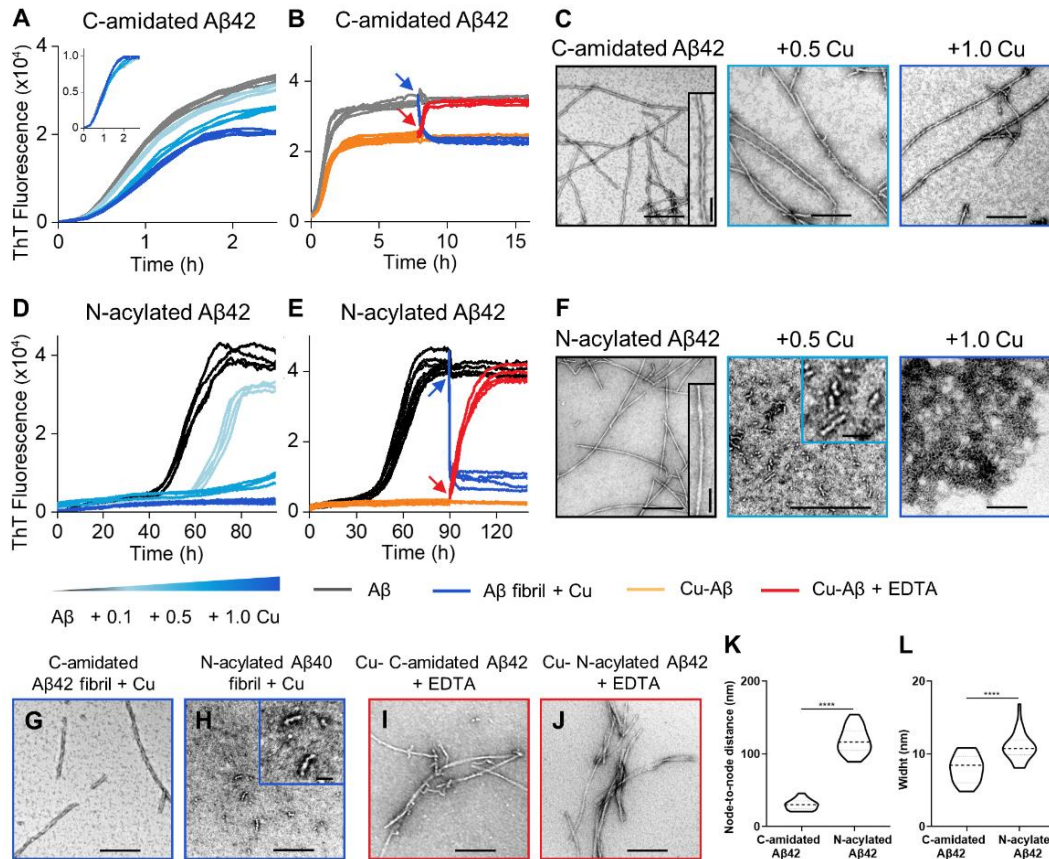 A
C-amidated Aβ42
B
C-amidated Aβ42
C
C-amidated Aβ42
+0.5 Cu
+1.0 Cu
ThT Fluorescence (x10⁴)
4
2
0
1.0
0.5
0
0
1
2
0
1
2
Time (h)
4
2
0
0
5
10
15
Time (h)
D
N-acylated Aβ42
E
N-acylated Aβ42
F
N-acylated Aβ42
+0.5 Cu
+1.0 Cu
ThT Fluorescence (x10⁴)
4
2
0
0
20
40
60
80
Time (h)
4
2
0
0
30
60
90
120
Time (h)
Aβ + 0.1 + 0.5 + 1.0 Cu
Aβ
Aβ fibril + Cu
Cu-Aβ
Cu-Aβ + EDTA
C-amidated
Aβ42 fibril + Cu
G
N-acylated Aβ40
fibril + Cu
H
Cu- C-amidated Aβ42
+ EDTA
I
Cu- N-acylated Aβ42
+ EDTA
J
K
Node-to-node distance (nm)
200
100
0
****
C-amidated
Aβ42
N-acylated
Aβ42
L
Widht (nm)
20
10
0
****
C-amidated
Aβ42
N-acylated
Aβ42